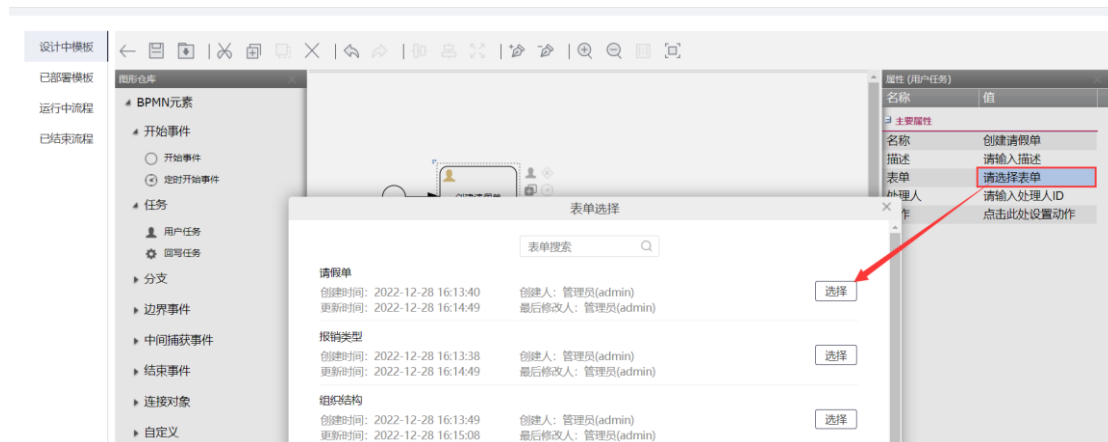 设计中模板
已部署模板
运行中流程
已结束流程
图形仓库
BPMN元素
开始事件
开始事件
定时开始事件
任务
用户任务
回写任务
分支
边界事件
中间捕获事件
结束事件
连接对象
自定义
创建请假单
属性 (用户任务)
名称 值
主要属性
名称 创建请假单
描述 请输入描述
表单 请选择表单
处理人 请输入处理人ID
作 点击此处设置动作
表单选择
表单搜索
请假单
创建时间: 2022-12-28 16:13:40 创建人: 管理员(admin)
更新时间: 2022-12-28 16:14:49 最后修改人: 管理员(admin)
选择
报销类型
创建时间: 2022-12-28 16:13:38 创建人: 管理员(admin)
更新时间: 2022-12-28 16:14:49 最后修改人: 管理员(admin)
选择
组织结构
创建时间: 2022-12-28 16:13:49 创建人: 管理员(admin)
更新时间: 2022-12-28 16:15:08 最后修改人: 管理员(admin)
选择